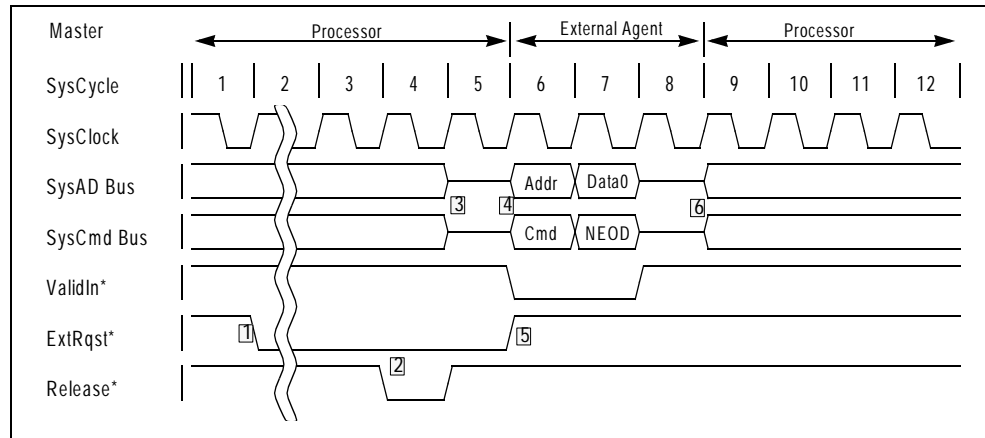 Master Processor External Agent Processor
SysCycle 1 2 3 4 5 6 7 8 9 10 11 12
SysClock
SysAD Bus Addr Data0
3 4 6
SysCmd Bus Cmd NEOD
ValidIn*
ExtRqst* 1 5
2
Release*